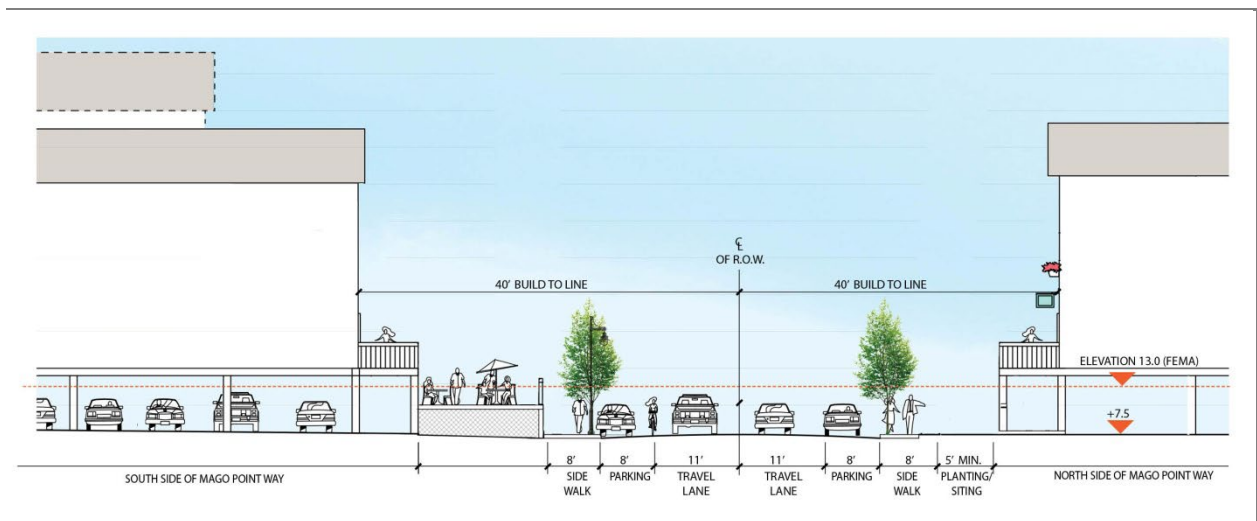 ℄
OF R.O.W.
40' BUILD TO LINE
40' BUILD TO LINE
ELEVATION 13.0 (FEMA)
+7.5
SOUTH SIDE OF MAGO POINT WAY
8'
SIDE
WALK
8'
PARKING
11'
TRAVEL
LANE
11'
TRAVEL
LANE
8'
PARKING
8'
SIDE
WALK
5' MIN.
PLANTING/
SITING
NORTH SIDE OF MAGO POINT WAY